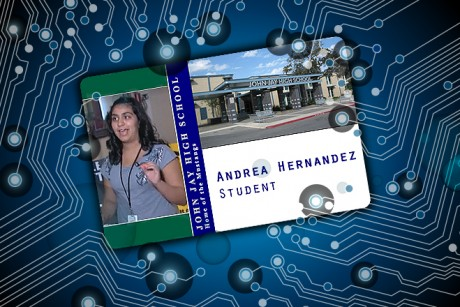 JOHN JAY HIGH SCHOOL
Home of the Mustangs
JOHN JAY HIGH SCHOOL
ANDREA HERNANDEZ
STUDENT